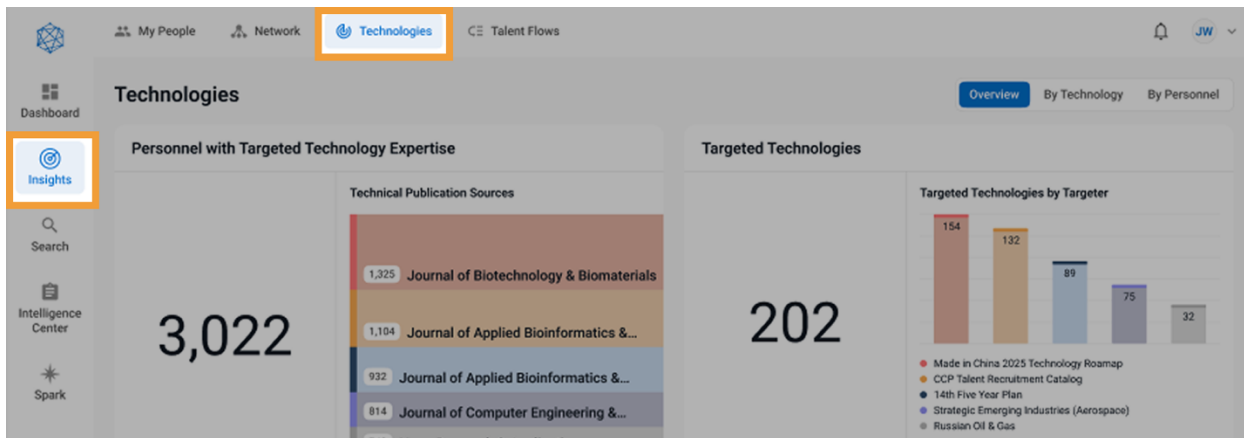 My People
Network
Technologies
Talent Flows
JW
Dashboard
Insights
Search
Intelligence
Center
Spark
Technologies
Overview
By Technology
By Personnel
Personnel with Targeted Technology Expertise
3,022
Technical Publication Sources
1,325 Journal of Biotechnology & Biomaterials
1,104 Journal of Applied Bioinformatics &...
932 Journal of Applied Bioinformatics &...
814 Journal of Computer Engineering &...
Targeted Technologies
202
Targeted Technologies by Targeter
154
132
89
75
32
Made in China 2025 Technology Roamap
CCP Talent Recruitment Catalog
14th Five Year Plan
Strategic Emerging Industries (Aerospace)
Russian Oil & Gas